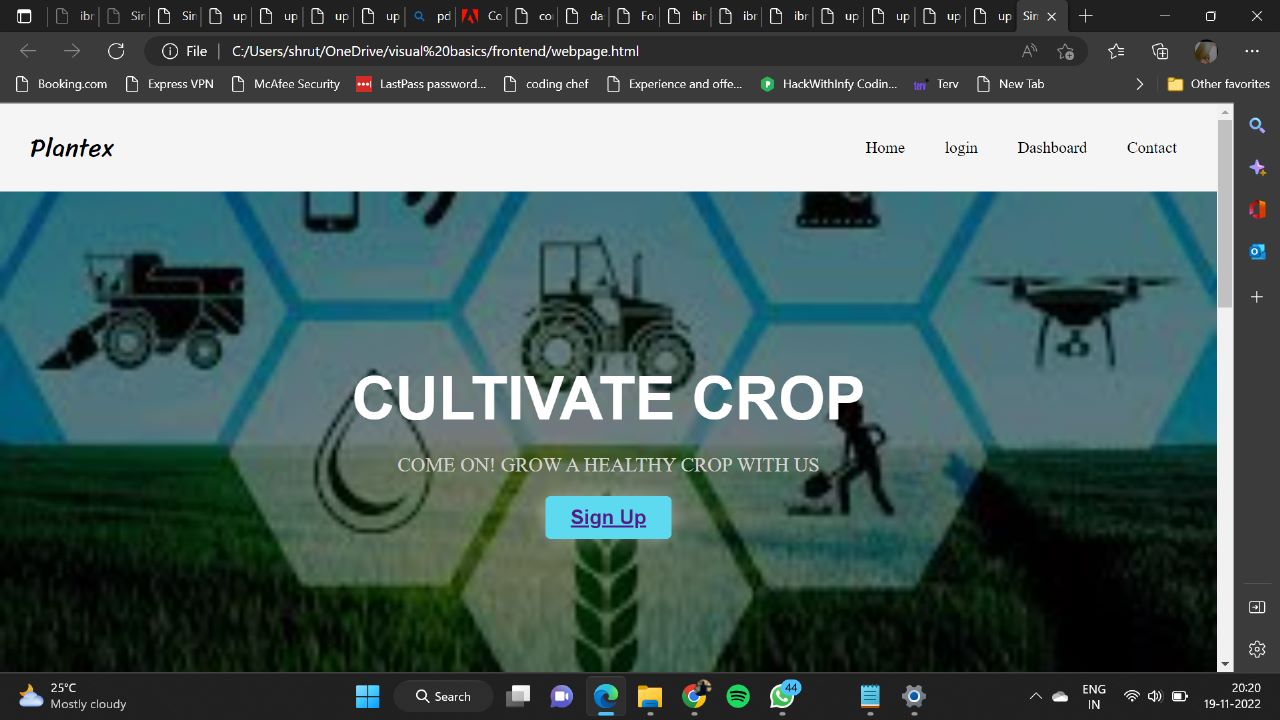 ibr Sir Sir up up up up pd Co co da Fo ibr ibr ibr up up up up Sin
File C:/Users/shrut/OneDrive/visual%20basics/frontend/webpage.html
Booking.com Express VPN McAfee Security LastPass password... coding chef Experience and offe... HackWithInfy Codin... terv Terv New Tab Other favorites
Plantex Home login Dashboard Contact
CULTIVATE CROP
COME ON! GROW A HEALTHY CROP WITH US
Sign Up
25°C
Mostly cloudy
Search
44
ENG
IN
20:20
19-11-2022